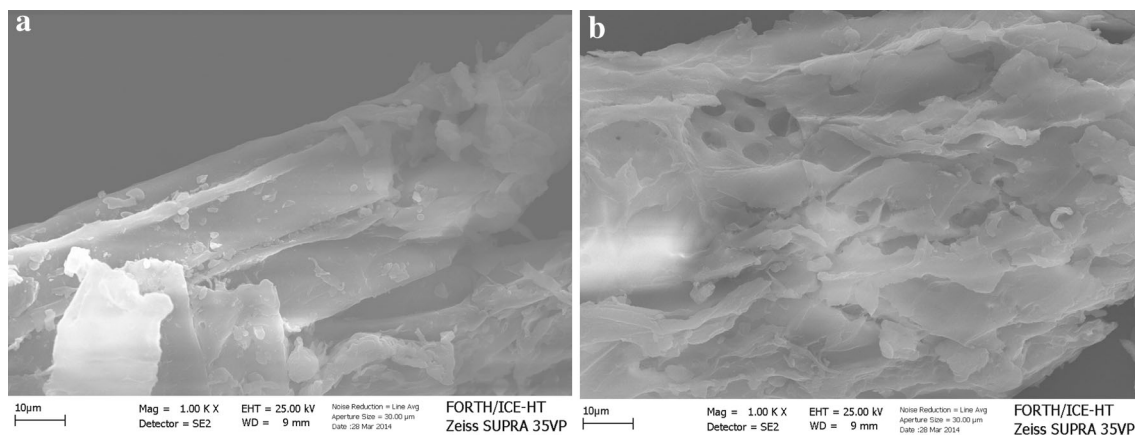 a
10µm
Mag = 1.00 K X
Detector = SE2
EHT = 25.00 kV
WD = 9 mm
Noise Reduction = Line Avg
Aperture Size = 30.00 µm
Date :28 Mar 2014
FORTH/ICE-HT
Zeiss SUPRA 35VP
b
10µm
Mag = 1.00 K X
Detector = SE2
EHT = 25.00 kV
WD = 9 mm
Noise Reduction = Line Avg
Aperture Size = 30.00 µm
Date :28 Mar 2014
FORTH/ICE-HT
Zeiss SUPRA 35VP